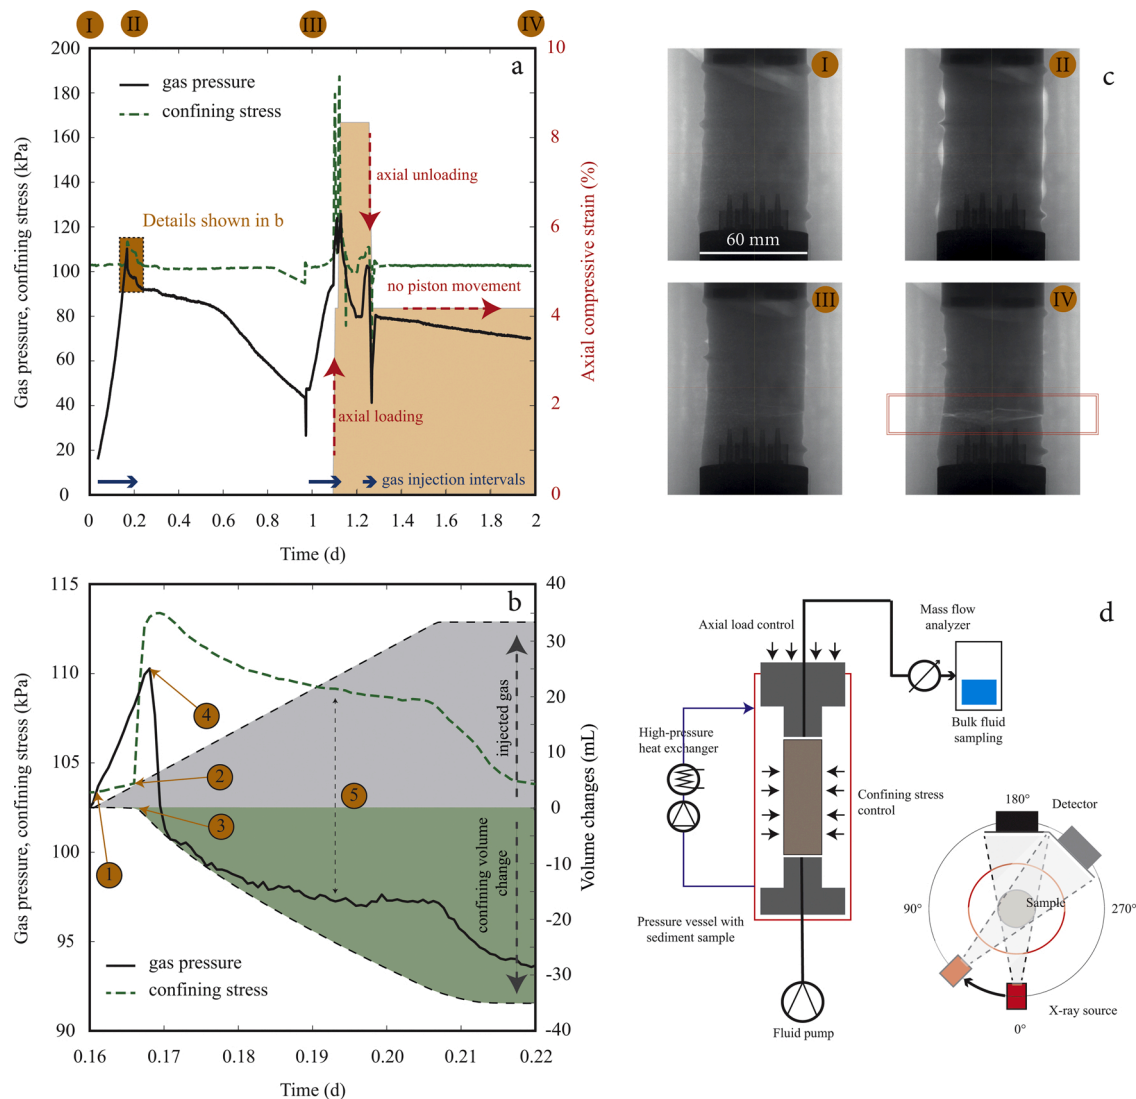 I
II
III
IV
a
200
180
160
140
120
100
80
60
40
20
0
Gas pressure, confining stress (kPa)
10
8
6
4
2
0
Axial compressive strain (%)
gas pressure
confining stress
Details shown in b
axial unloading
no piston movement
axial loading
gas injection intervals
0
0.2
0.4
0.6
0.8
1
1.2
1.4
1.6
1.8
2
Time (d)
c
I
II
60 mm
III
IV
b
115
110
105
100
95
90
Gas pressure, confining stress (kPa)
40
30
20
10
0
-10
-20
-30
-40
Volume changes (mL)
4
2
5
3
1
injected gas
confining volume
change
gas pressure
confining stress
0.16
0.17
0.18
0.19
0.20
0.21
0.22
Time (d)
d
Axial load control
Mass flow
analyzer
Bulk fluid
sampling
High-pressure
heat exchanger
Confining stress
control
Pressure vessel with
sediment sample
Fluid pump
180°
Detector
Sample
90°
270°
X-ray source
0°